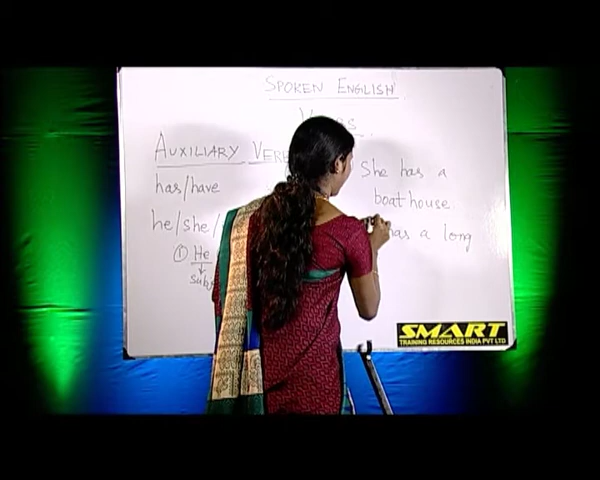 SPOKEN ENGLISH
AUXILIARY VERB
has/have
he/she/
① He
She has a
boat house
has a long
SMART
TRAINING RESOURCES INDIA PVT LTD